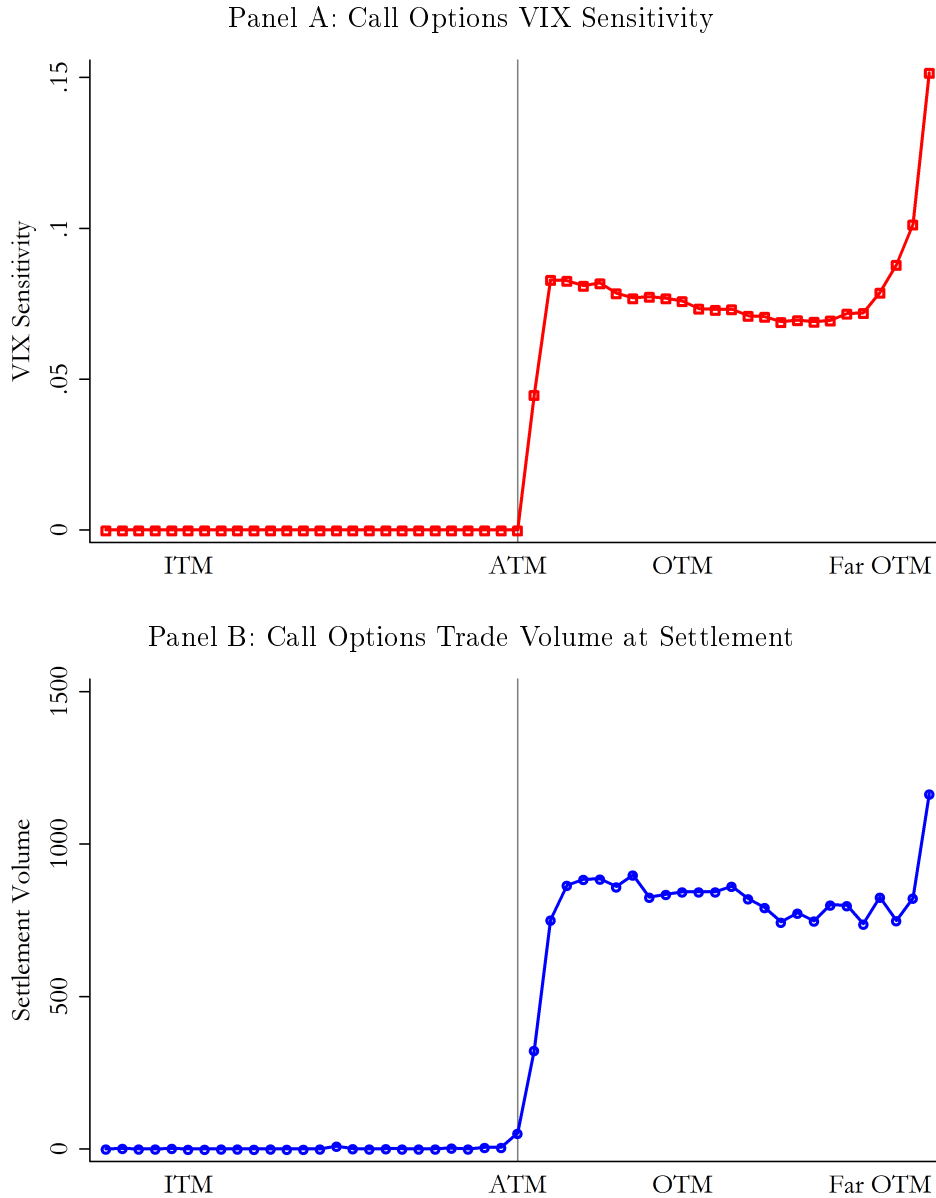 Panel A: Call Options VIX Sensitivity
.15
.1
.05
0
VIX Sensitivity
ITM ATM OTM Far OTM
Panel B: Call Options Trade Volume at Settlement
1500
1000
500
0
Settlement Volume
ITM ATM OTM Far OTM